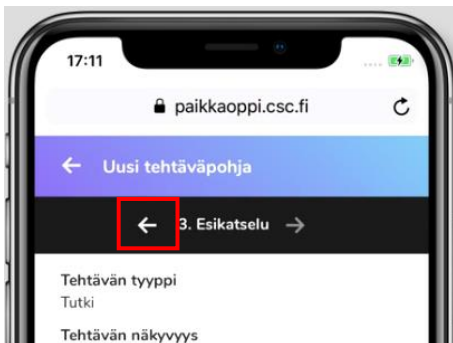 17:11
paikkaoppi.csc.fi
Uusi tehtäväpohja
3. Esikatselu
Tehtävän tyyppi
Tutki
Tehtävän näkyvyys